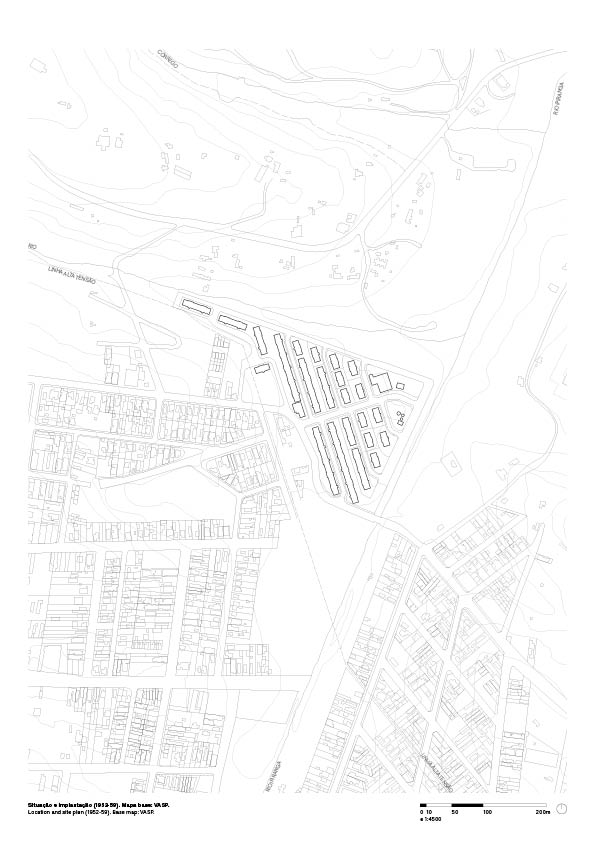 CÓRREGO
RIO IPIRANGA
RIO
LINHA ALTA TENSÃO
RIO IPIRANGA
LINHA ALTA TENSÃO
Situação e implantação (1952-59). Mapa base: VASP.
Location and site plan (1952-59). Base map: VASP.
0 10 50 100 200m
e 1:4500